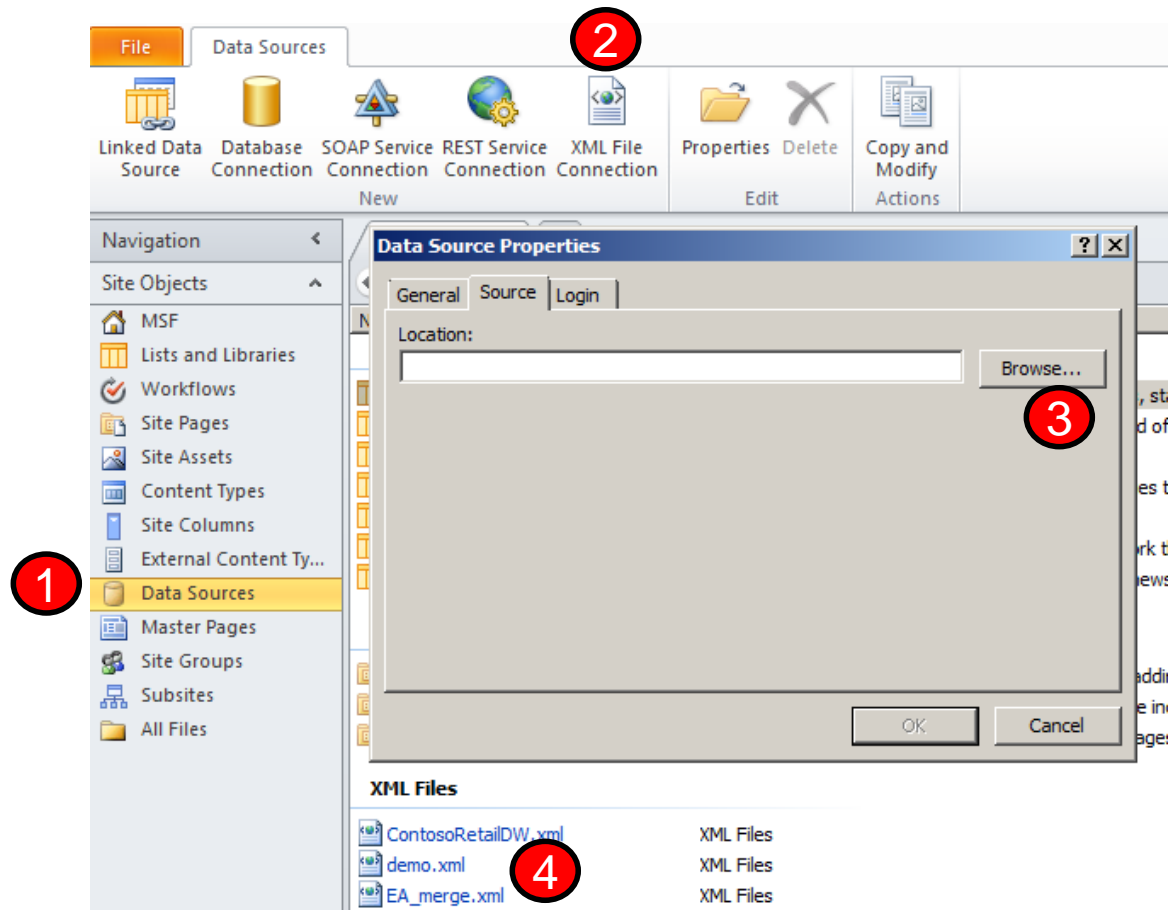 2
File Data Sources
Linked Data Source
Database Connection
SOAP Service Connection
REST Service Connection
XML File Connection
Properties
Delete
Copy and Modify
New
Edit
Actions
Navigation
Site Objects
MSF
Lists and Libraries
Workflows
Site Pages
Site Assets
Content Types
Site Columns
External Content Ty...
1
Data Sources
Master Pages
Site Groups
Subsites
All Files
Data Source Properties
General Source Login
Location:
Browse...
3
OK Cancel
XML Files
ContosoRetailDW.xml XML Files
demo.xml XML Files
4
EA_merge.xml XML Files